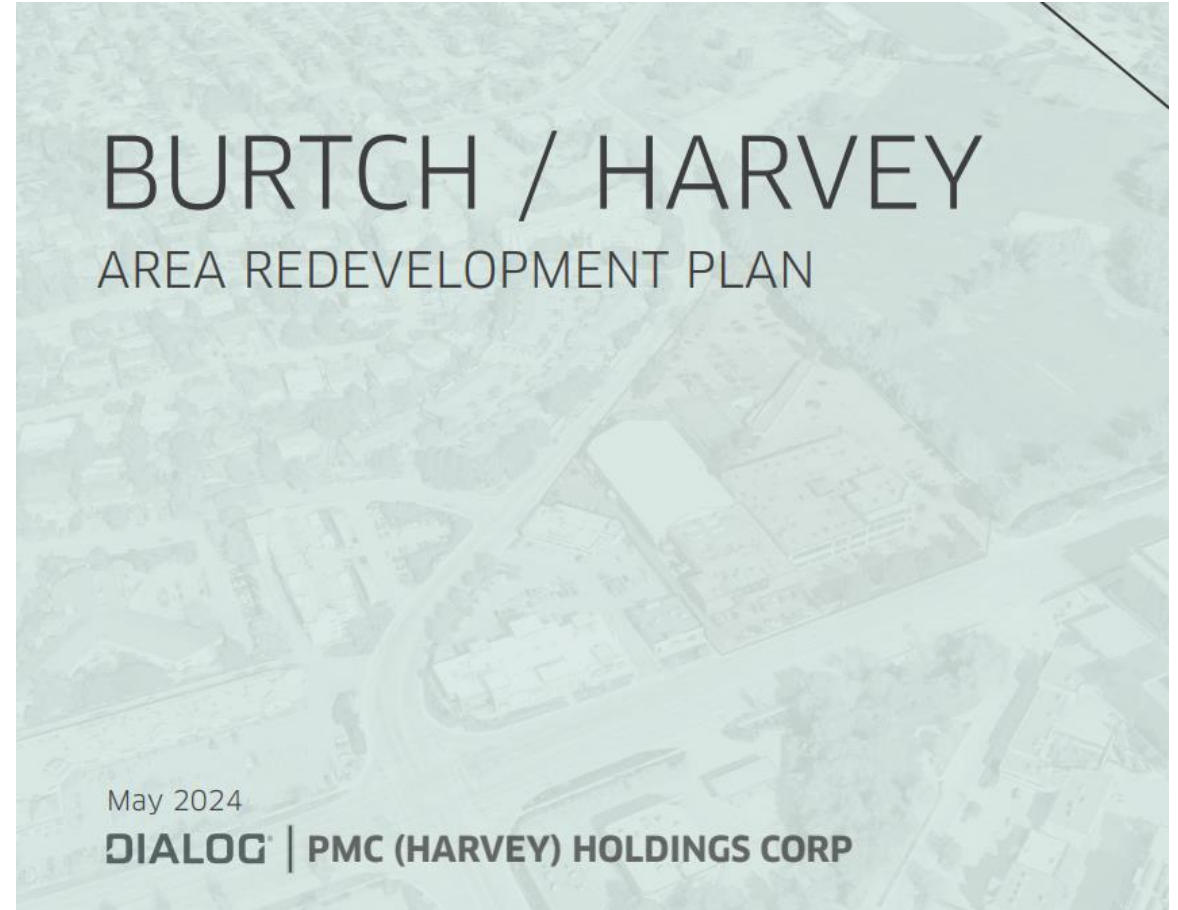 BURTCH / HARVEY
AREA REDEVELOPMENT PLAN
May 2024
DIALOG® | PMC (HARVEY) HOLDINGS CORP